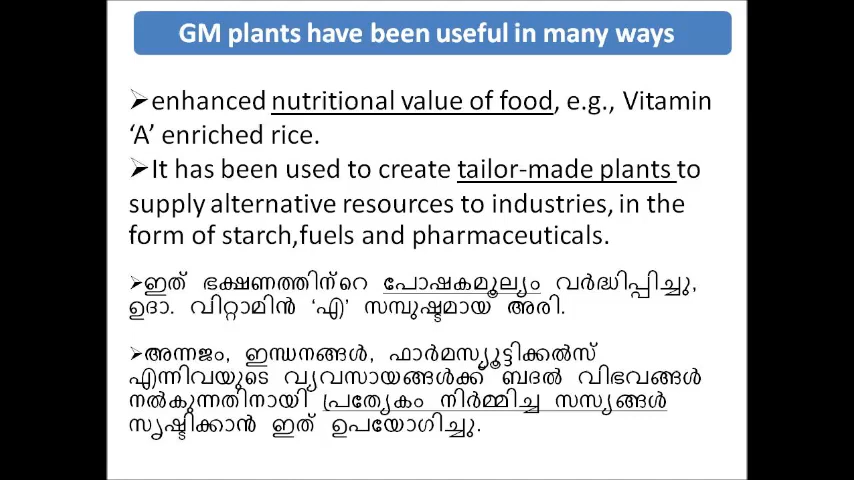 GM plants have been useful in many ways
➢enhanced nutritional value of food, e.g., Vitamin
‘A’ enriched rice.
➢It has been used to create tailor-made plants to
supply alternative resources to industries, in the
form of starch,fuels and pharmaceuticals.
➢ഇത് ഭക്ഷണത്തിന്റെ പോഷകമൂല്യം വർദ്ധിപ്പിച്ചു,
ഉദാ. വിറ്റാമിൻ ‘എ’ സമ്പുഷ്ടമായ അരി.
➢അന്നജം, ഇന്ധനങ്ങൾ, ഫാർമസ്യൂട്ടിക്കൽസ്
എന്നിവയുടെ വ്യവസായങ്ങൾക്ക് ബദൽ വിഭവങ്ങൾ
നൽകുന്നതിനായി പ്രത്യേകം നിർമ്മിച്ച സസ്യങ്ങൾ
സൃഷ്ടിക്കാൻ ഇത് ഉപയോഗിച്ചു.